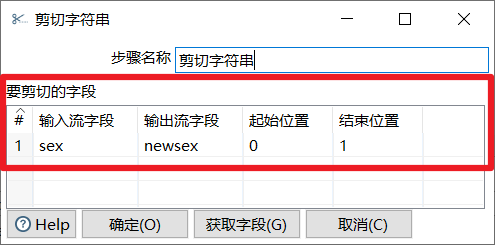 剪切字符串
步骤名称 剪切字符串
要剪切的字段
# 输入流字段 输出流字段 起始位置 结束位置
1 sex newsex 0 1
Help 确定(O) 获取字段(G) 取消(C)